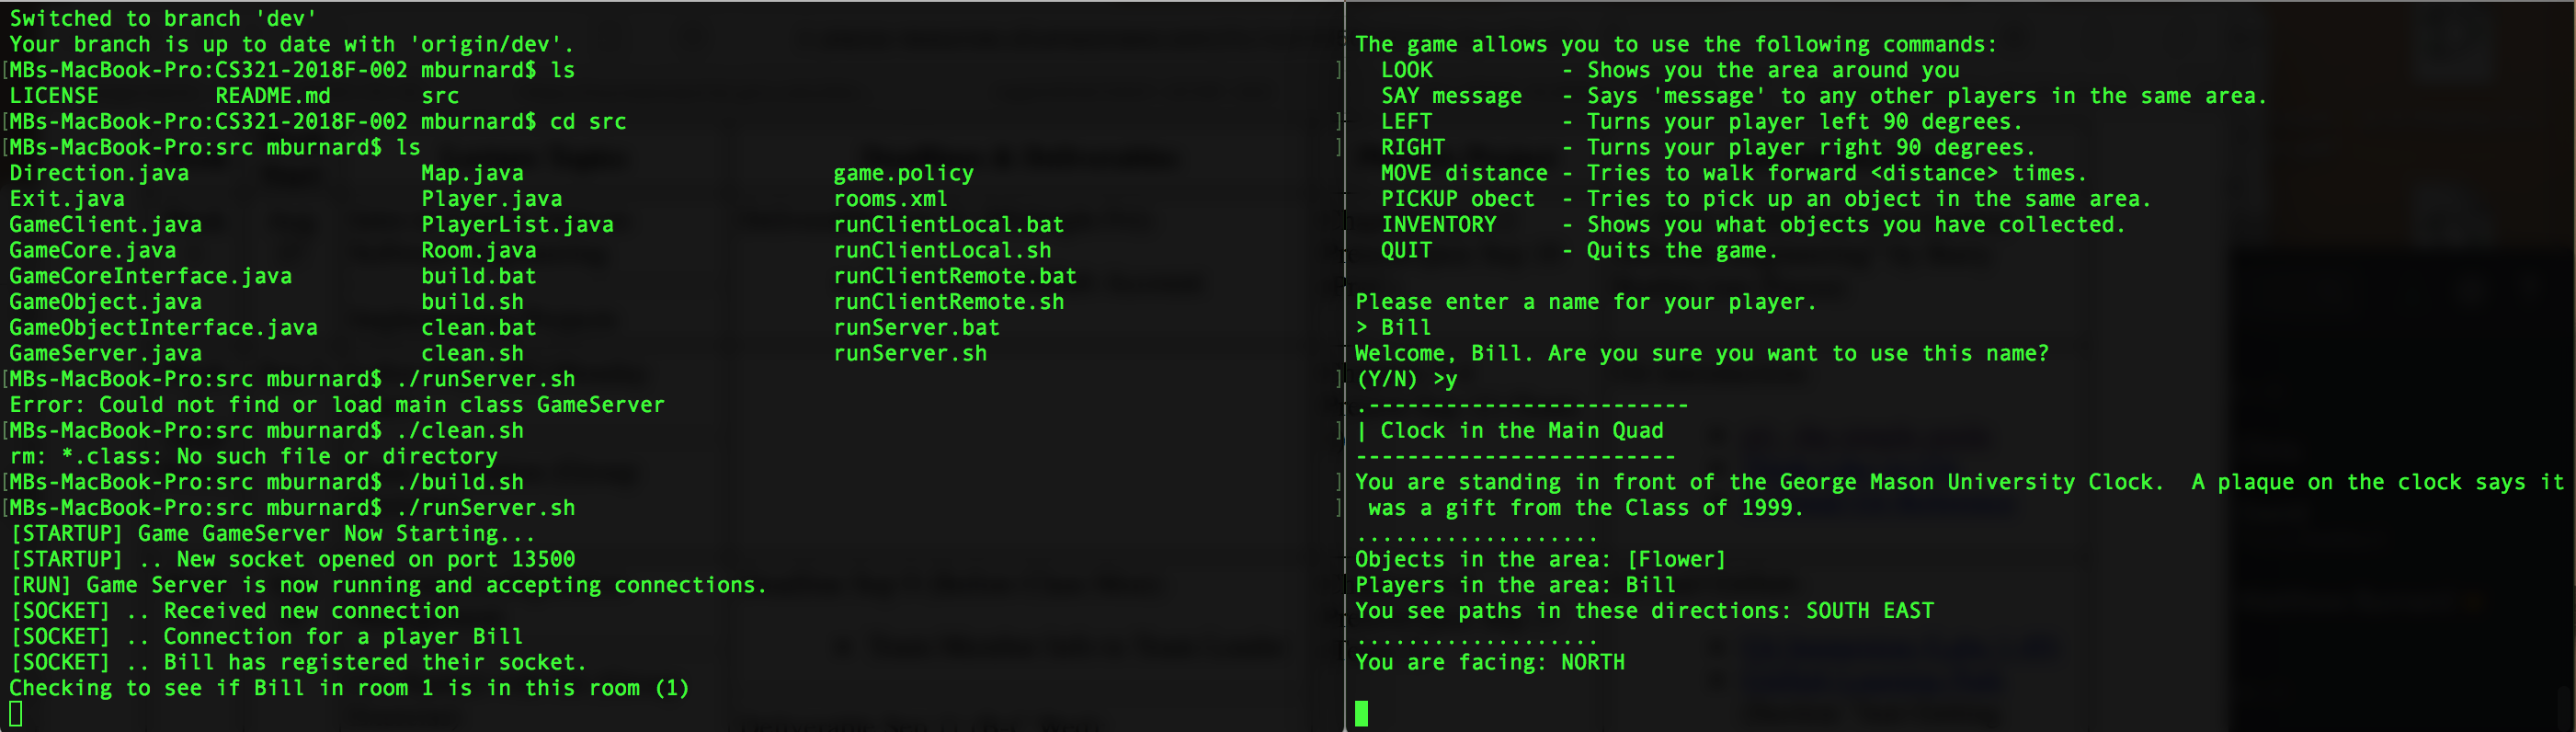 Switched to branch 'dev'
Your branch is up to date with 'origin/dev'.
[MBs-MacBook-Pro:CS321-2018F-002 mburnard$ ls ]
LICENSE README.md src
[MBs-MacBook-Pro:CS321-2018F-002 mburnard$ cd src ]
[MBs-MacBook-Pro:src mburnard$ ls ]
Direction.java Map.java game.policy
Exit.java Player.java rooms.xml
GameClient.java PlayerList.java runClientLocal.bat
GameCore.java Room.java runClientLocal.sh
GameCoreInterface.java build.bat runClientRemote.bat
GameObject.java build.sh runClientRemote.sh
GameObjectInterface.java clean.bat runServer.bat
GameServer.java clean.sh runServer.sh
[MBs-MacBook-Pro:src mburnard$ ./runServer.sh ]
Error: Could not find or load main class GameServer
[MBs-MacBook-Pro:src mburnard$ ./clean.sh ]
rm: *.class: No such file or directory
[MBs-MacBook-Pro:src mburnard$ ./build.sh ]
[MBs-MacBook-Pro:src mburnard$ ./runServer.sh ]
[STARTUP] Game GameServer Now Starting...
[STARTUP] .. New socket opened on port 13500
[RUN] Game Server is now running and accepting connections.
[SOCKET] .. Received new connection
[SOCKET] .. Connection for a player Bill
[SOCKET] .. Bill has registered their socket.
Checking to see if Bill in room 1 is in this room (1)
The game allows you to use the following commands:
LOOK - Shows you the area around you
SAY message - Says 'message' to any other players in the same area.
LEFT - Turns your player left 90 degrees.
RIGHT - Turns your player right 90 degrees.
MOVE distance - Tries to walk forward <distance> times.
PICKUP obect - Tries to pick up an object in the same area.
INVENTORY - Shows you what objects you have collected.
QUIT - Quits the game.
Please enter a name for your player.
> Bill
Welcome, Bill. Are you sure you want to use this name?
(Y/N) >y
.-------------------------
| Clock in the Main Quad
-------------------------
You are standing in front of the George Mason University Clock.  A plaque on the clock says it
was a gift from the Class of 1999.
...................
Objects in the area: [Flower]
Players in the area: Bill
You see paths in these directions: SOUTH EAST
...................
You are facing: NORTH